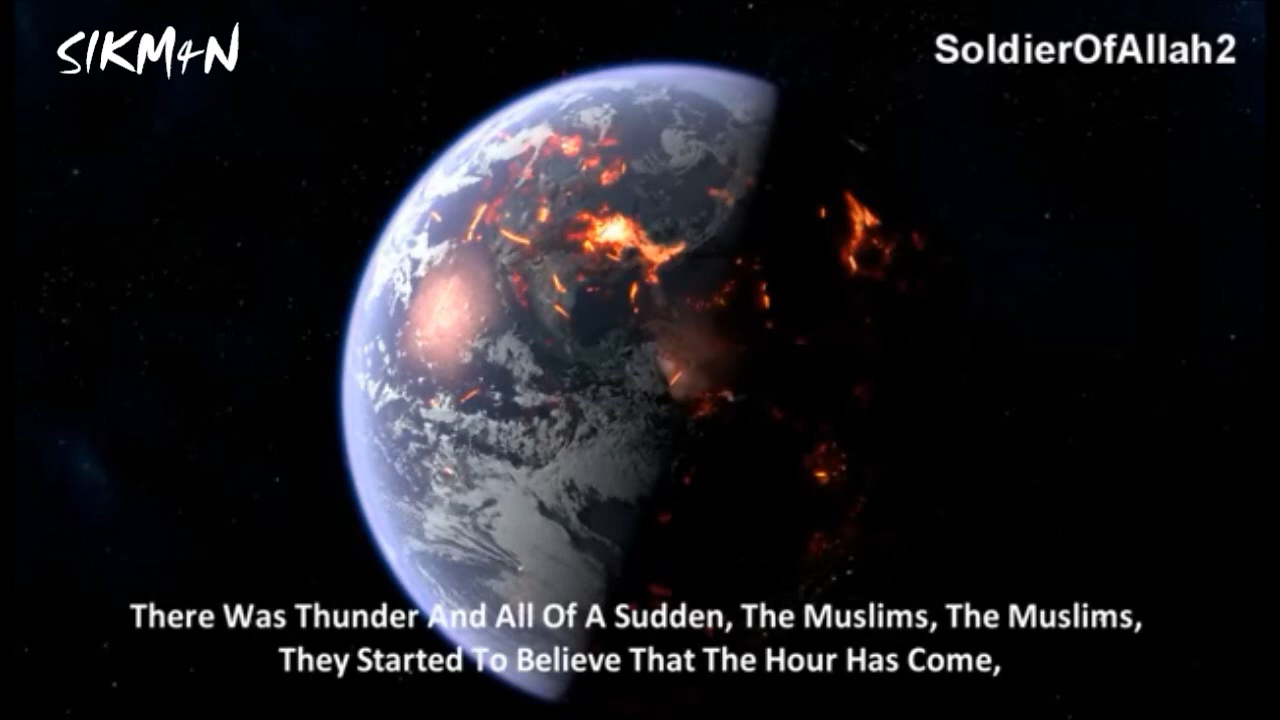 SIKM4N
SoldierOfAllah2
There Was Thunder And All Of A Sudden, The Muslims, The Muslims,
They Started To Believe That The Hour Has Come,